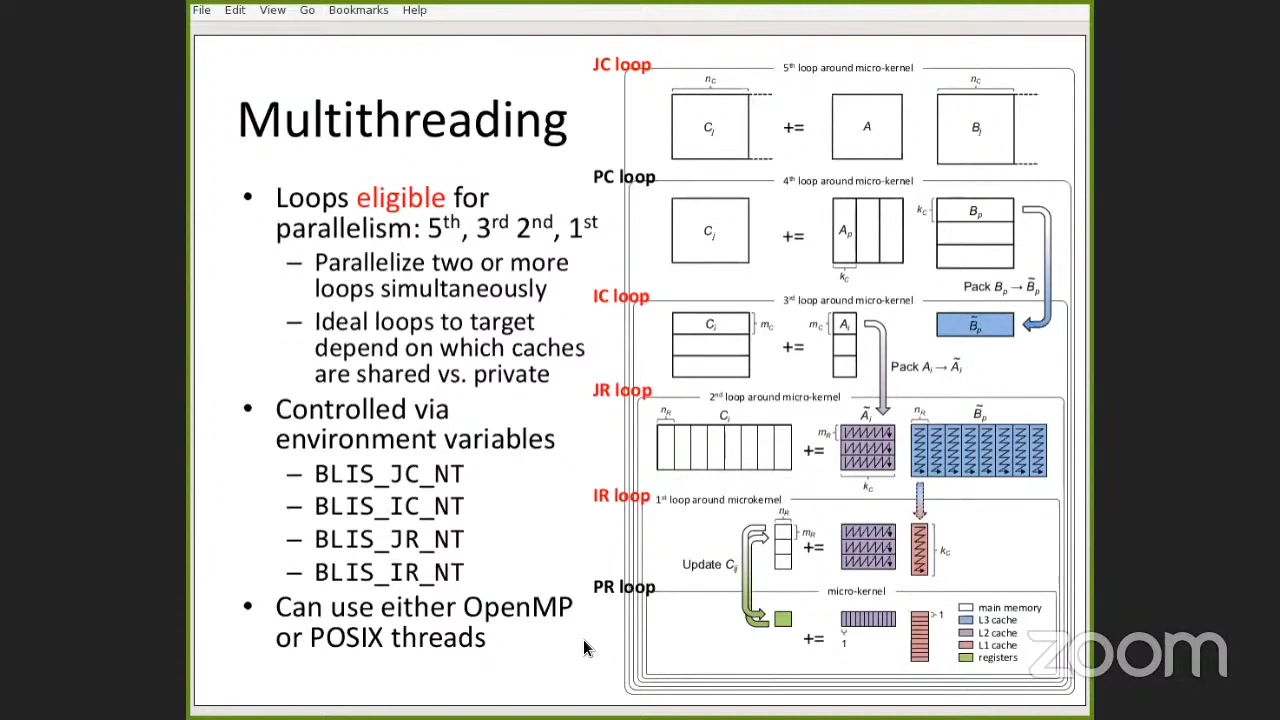 File Edit View Go Bookmarks Help
Multithreading
• Loops eligible for
parallelism: 5th, 3rd 2nd, 1st
– Parallelize two or more
loops simultaneously
– Ideal loops to target
depend on which caches
are shared vs. private
• Controlled via
environment variables
– BLIS_JC_NT
– BLIS_IC_NT
– BLIS_JR_NT
– BLIS_IR_NT
• Can use either OpenMP
or POSIX threads
JC loop
5th loop around micro-kernel
nC
nC
Cj
+=
A
Bj
PC loop
4th loop around micro-kernel
Cj
+=
Ap
kC
kC
Bp
Pack Bp → B̃p
IC loop
3rd loop around micro-kernel
Ci
mC
+=
mC
Ai
B̃p
Pack Ai → Ãi
JR loop
2nd loop around micro-kernel
nR
Ci
+=
mR
Ãi
kC
nR
B̃p
IR loop
1st loop around microkernel
nR
mR
+=
kC
Update Cij
PR loop
micro-kernel
+=
1
1
main memory
L3 cache
L2 cache
L1 cache
registers
zoom